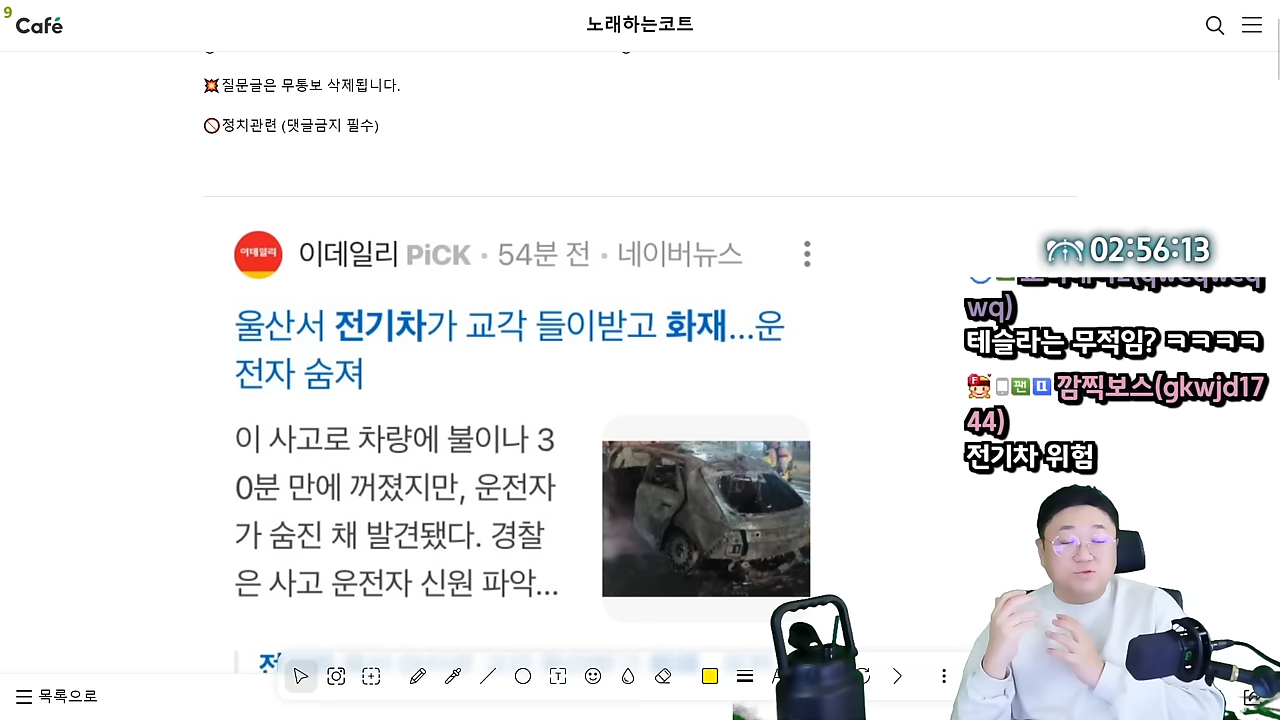 9
Café
노래하는코트
💥질문글은 무통보 삭제됩니다.
🚫정치관련 (댓글금지 필수)
이데일리
이데일리 PiCK · 54분 전 · 네이버뉴스
울산서 전기차가 교각 들이받고 화재...운
전자 숨져
이 사고로 차량에 불이나 3
0분 만에 꺼졌지만, 운전자
가 숨진 채 발견됐다. 경찰
은 사고 운전자 신원 파악...
02:56:13
wq)
테슬라는 무적임? ㅋㅋㅋㅋ
깜찍보스(gkwjd17
44)
전기차 위험
목록으로